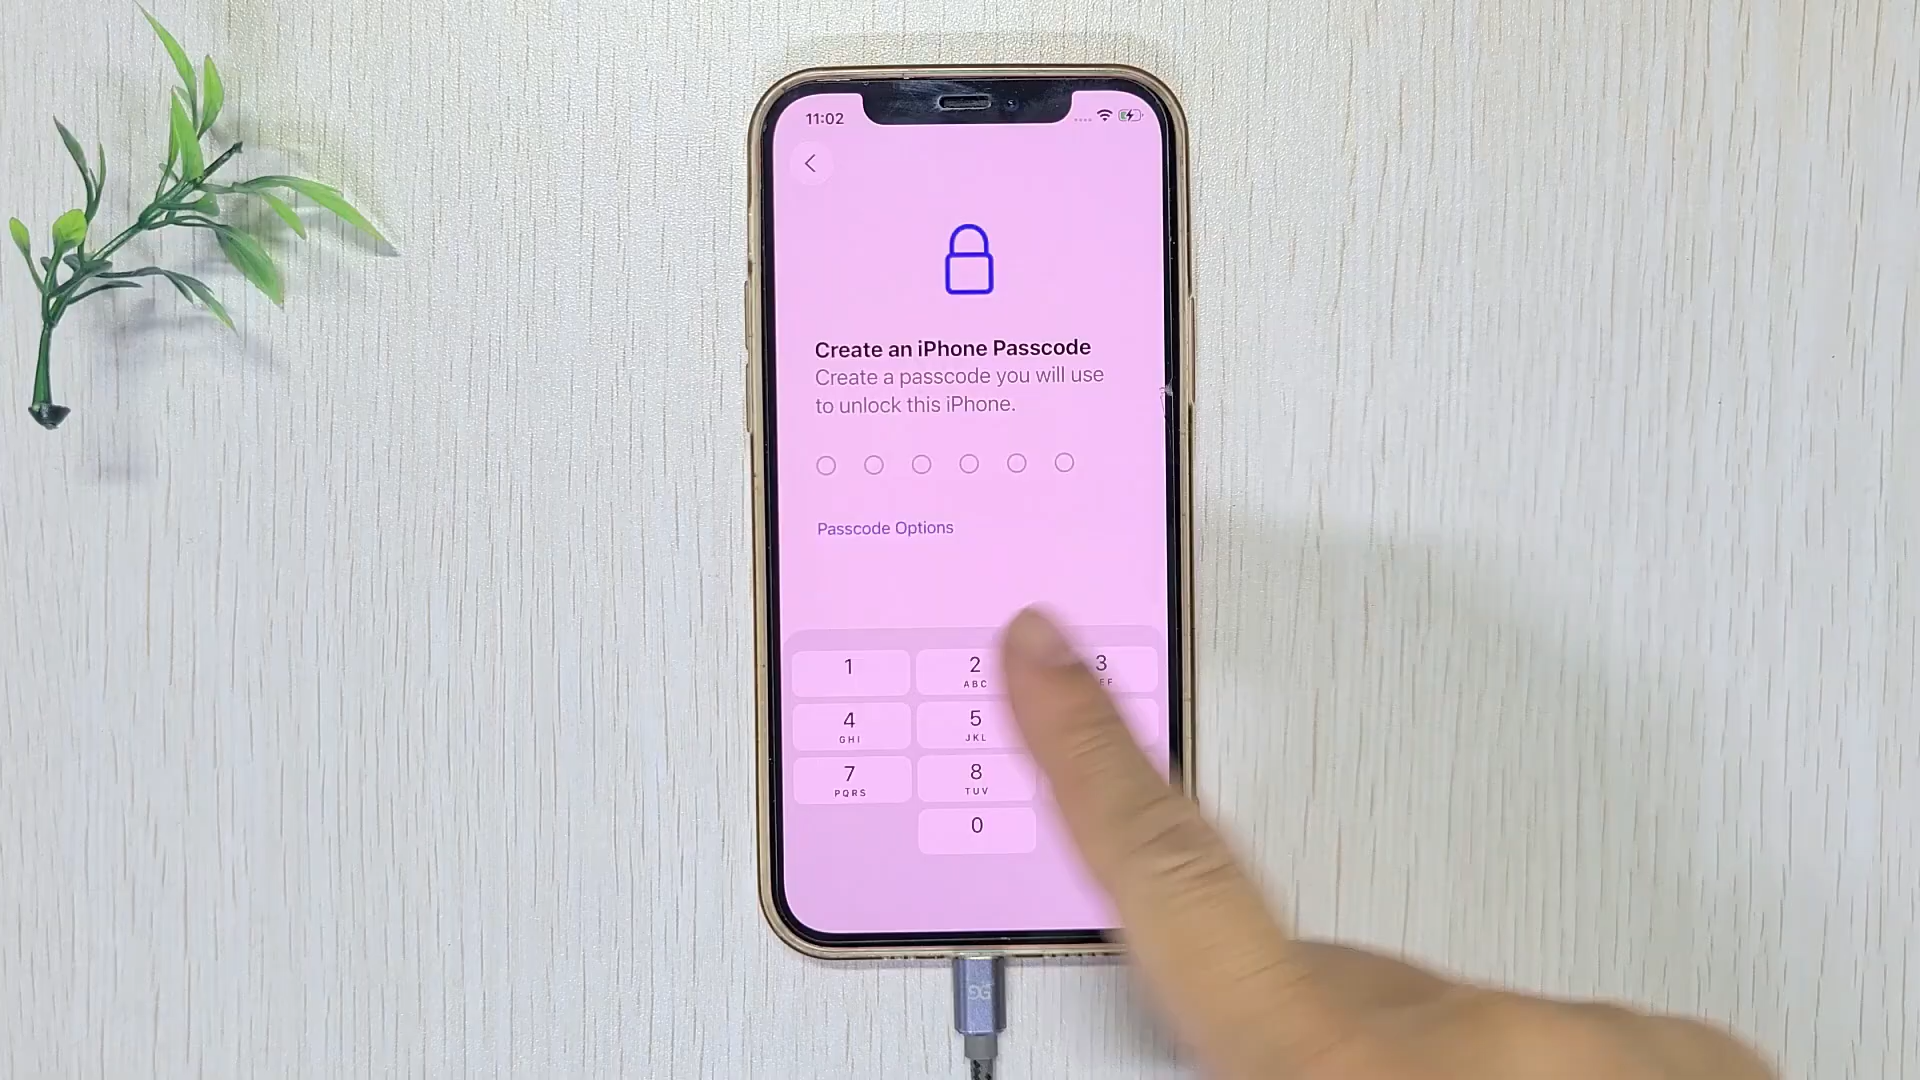 11:02
Create an iPhone Passcode
Create a passcode you will use
to unlock this iPhone.
Passcode Options
1
2
ABC
3
EF
4
GHI
5
JKL
7
PQRS
8
TUV
0